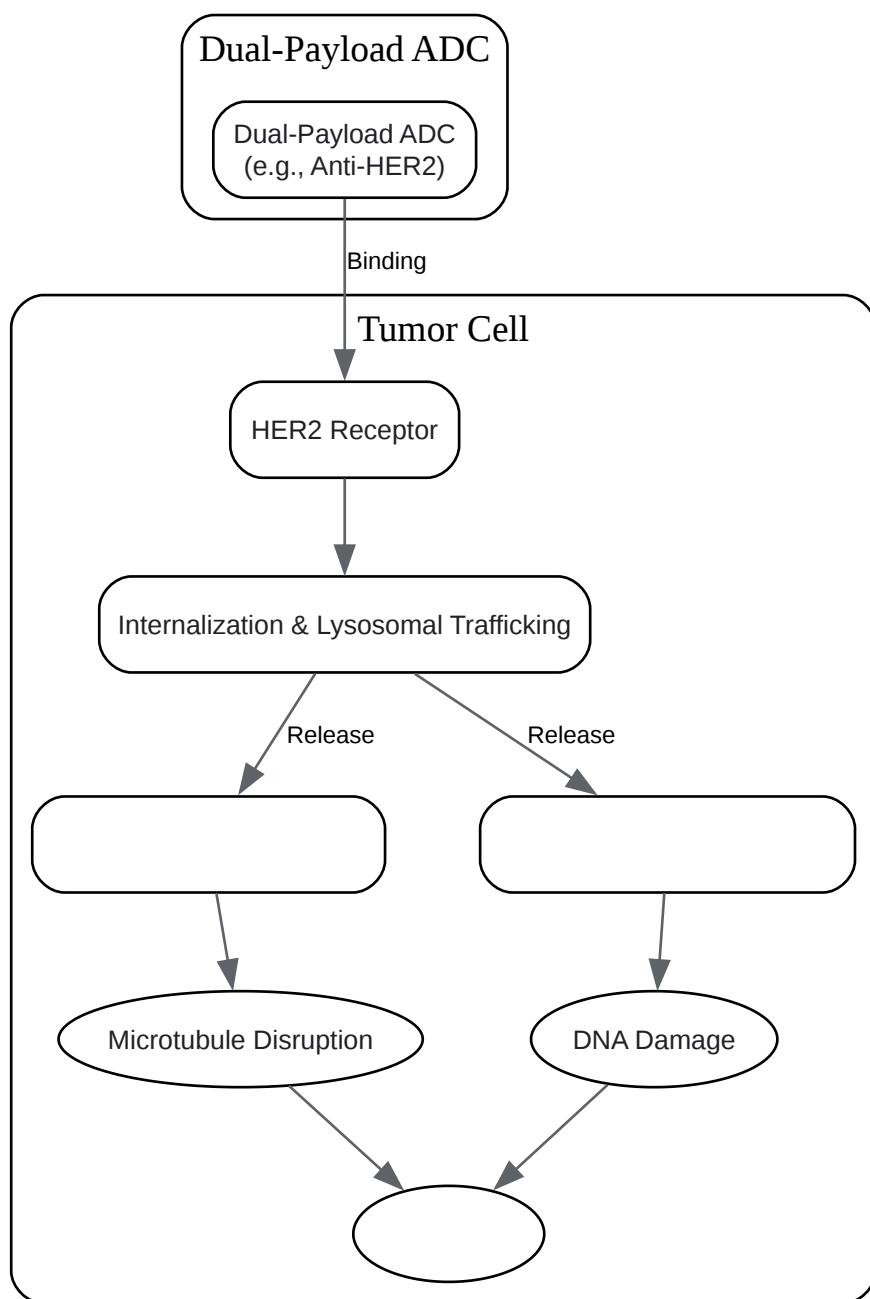 Dual-Payload ADC
Dual-Payload ADC
(e.g., Anti-HER2)
Binding
Tumor Cell
HER2 Receptor
Internalization & Lysosomal Trafficking
Release
Release
Microtubule Disruption
DNA Damage